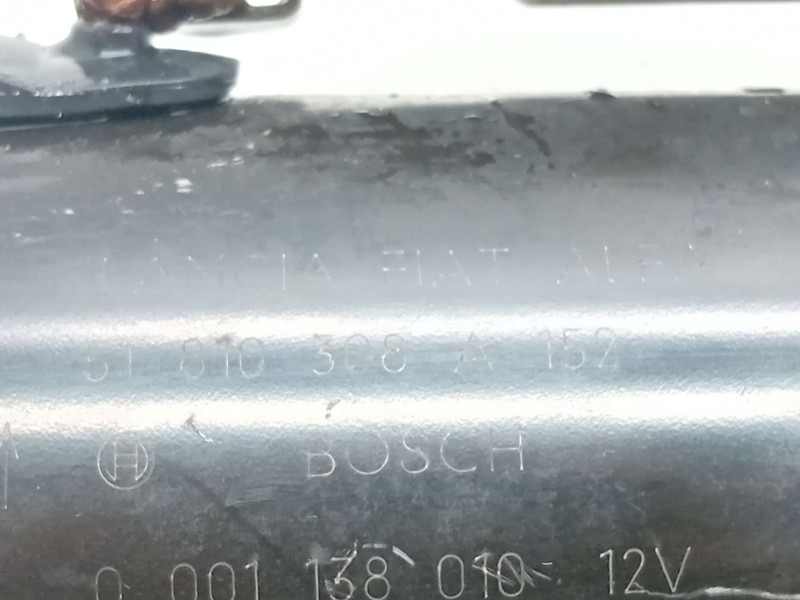 LANCIA FIAT ALFA
51 810 308 A 152
BOSCH
0 001 138 010 12V